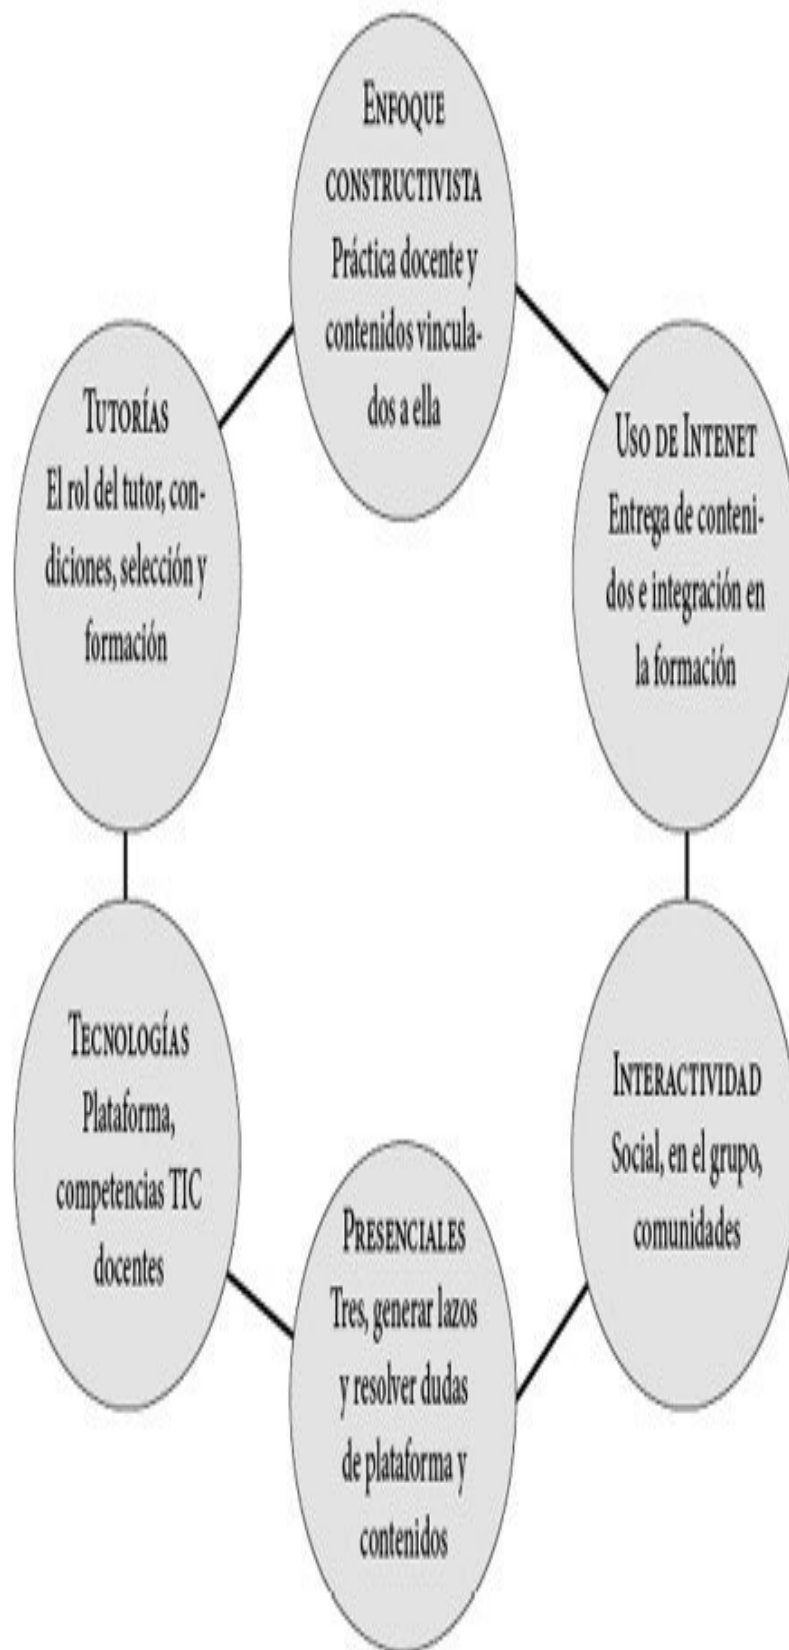 ENFOQUE
CONSTRUCTIVISTA
Práctica docente y
contenidos vincula-
dos a ella
USO DE INTENET
Entrega de conteni-
dos e integración en
la formación
INTERACTIVIDAD
Social, en el grupo,
comunidades
PRESENCIALES
Tres, generar lazos
y resolver dudas
de plataforma y
contenidos
TECNOLOGÍAS
Plataforma,
competencias TIC
docentes
TUTORÍAS
El rol del tutor, con-
diciones, selección y
formación